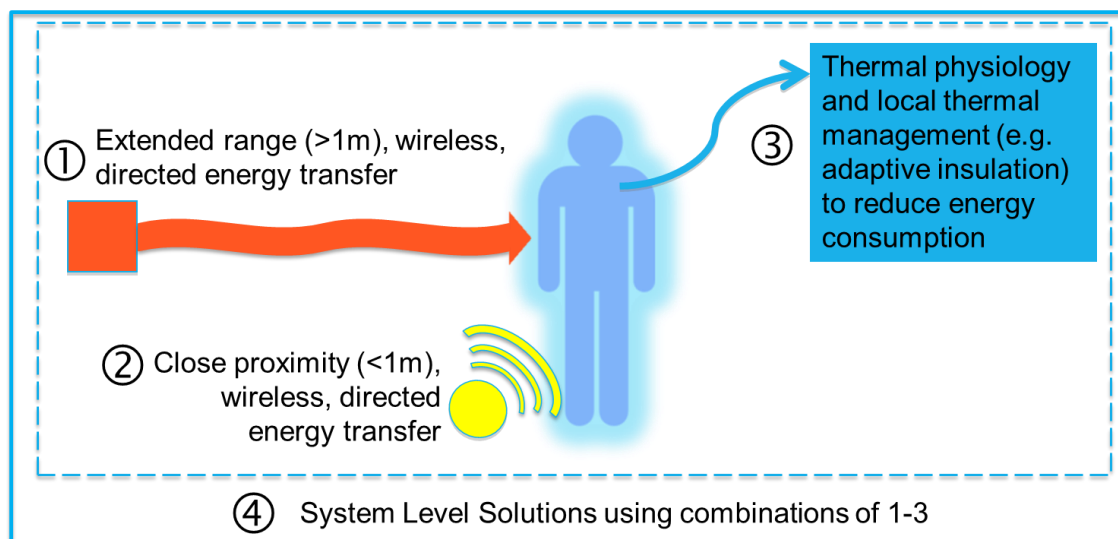 ① Extended range (>1m), wireless,
directed energy transfer
② Close proximity (<1m),
wireless, directed
energy transfer
③ Thermal physiology
and local thermal
management (e.g.
adaptive insulation)
to reduce energy
consumption
④ System Level Solutions using combinations of 1-3